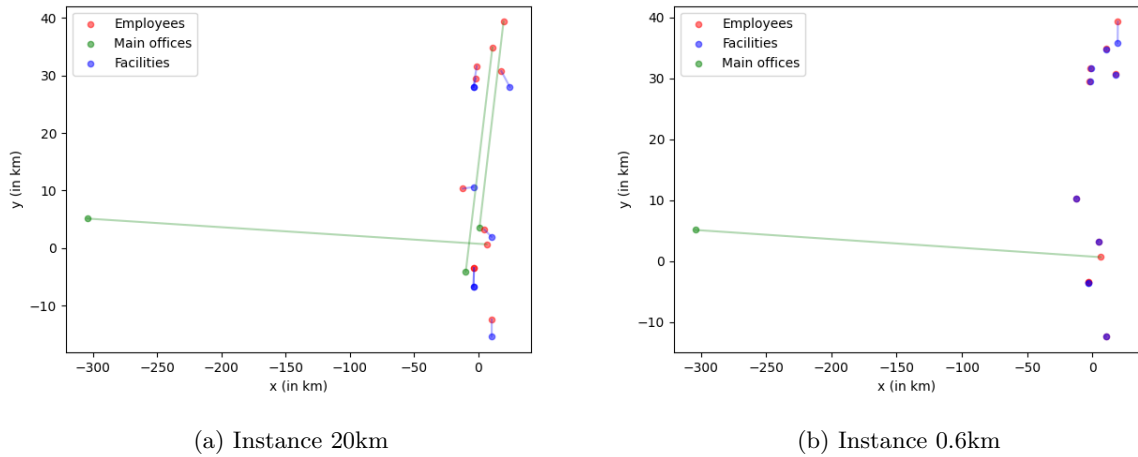 Employees
Main offices
Facilities
40
30
20
10
0
−10
y (in km)
−300
−250
−200
−150
−100
−50
0
x (in km)
(a) Instance 20km
Employees
Facilities
Main offices
40
30
20
10
0
−10
y (in km)
−300
−250
−200
−150
−100
−50
0
x (in km)
(b) Instance 0.6km